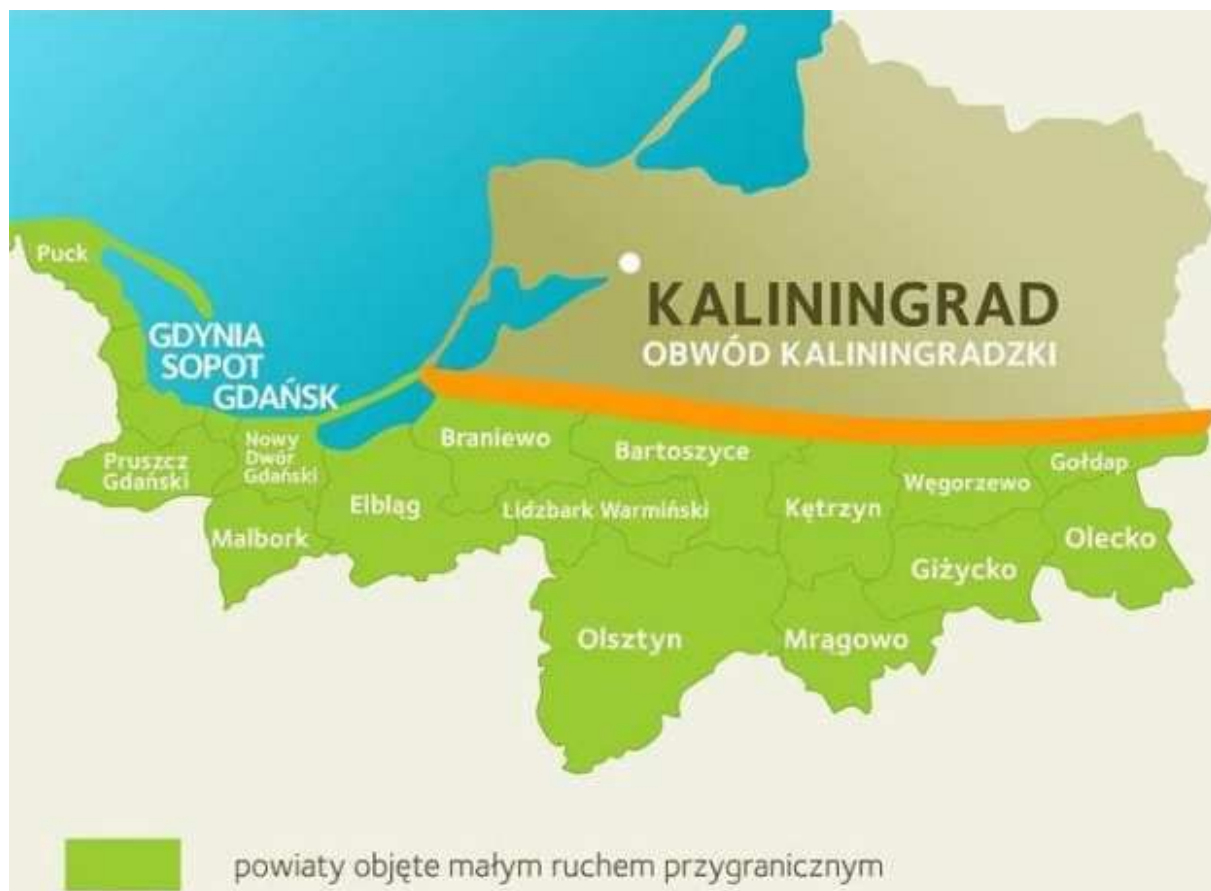 Puck
GDYNIA
SOPOT
GDAŃSK
KALININGRAD
OBWÓD KALININGRADZKI
Pruszcz
Gdański
Nowy
Dwór
Gdański
Malbork
Elbląg
Braniewo
Lidzbark Warmiński
Bartoszyce
Kętrzyn
Węgorzewo
Gołdap
Olecko
Giżycko
Olsztyn
Mrągowo
powiaty objęte małym ruchem przygranicznym